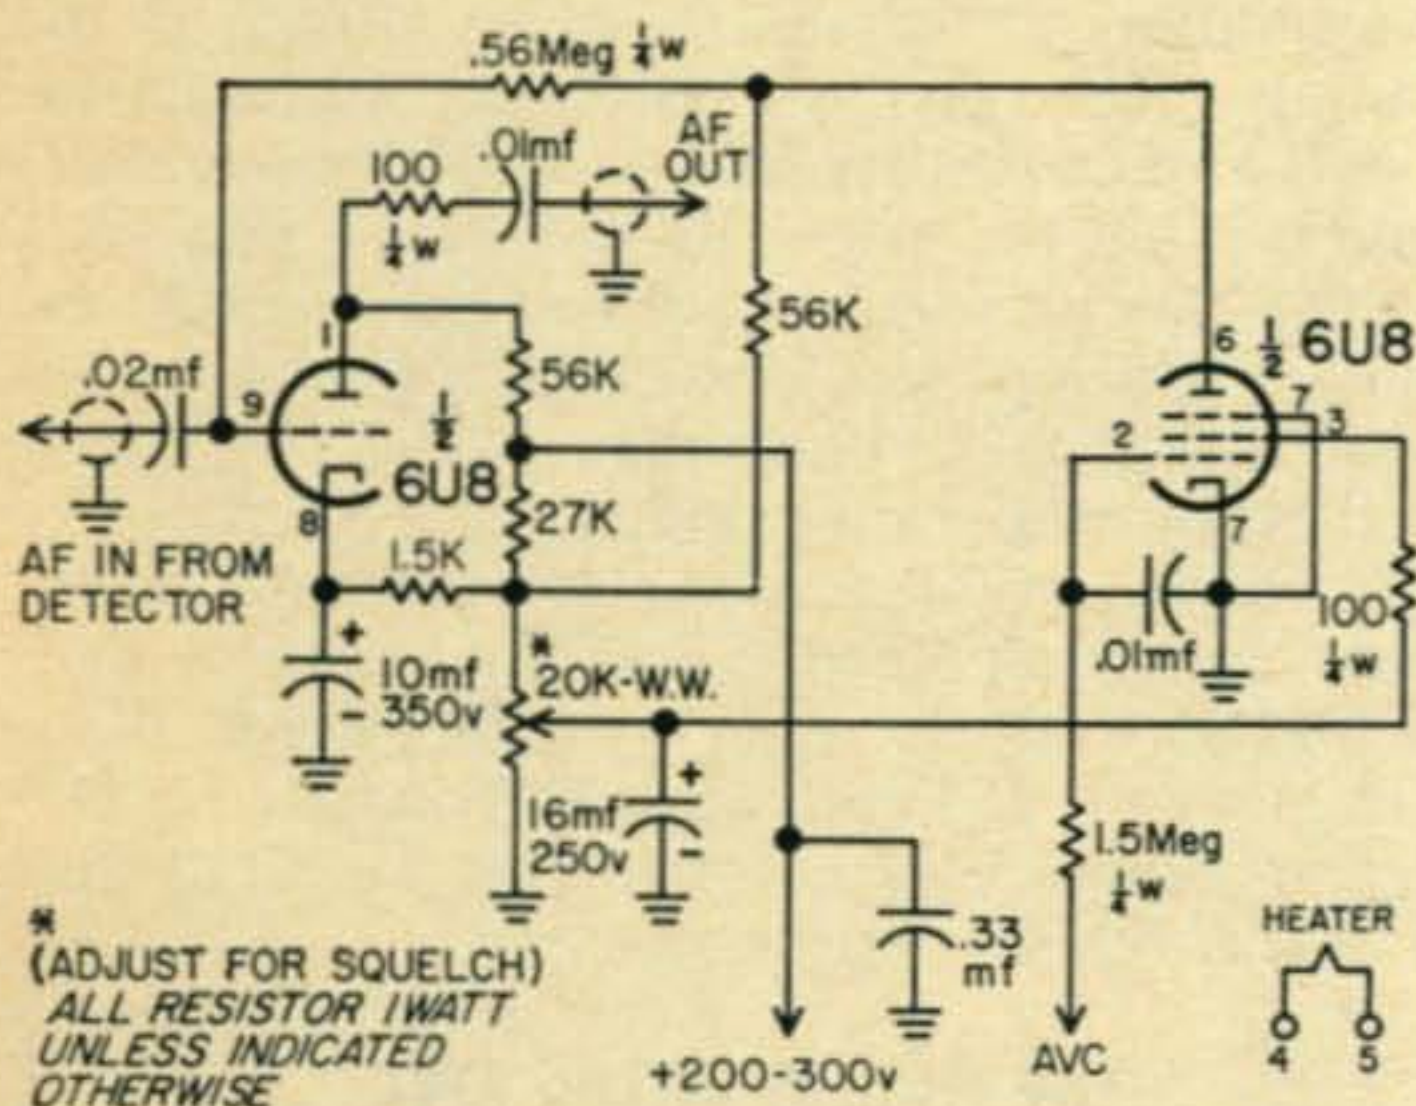 .56Meg ¼w
AF
OUT
.01mf
100
¼w
56K
1
.02mf
9
56K
½
6U8
8
27K
1.5K
AF IN FROM
DETECTOR
+
10mf
350v
-
*
20K-W.W.
+
16mf
250v
-
6
½ 6U8
7
3
2
7
.01mf
100
¼w
1.5Meg
¼w
.33
mf
+200-300v
AVC
HEATER
4
5
*
(ADJUST FOR SQUELCH)
ALL RESISTOR 1WATT
UNLESS INDICATED
OTHERWISE